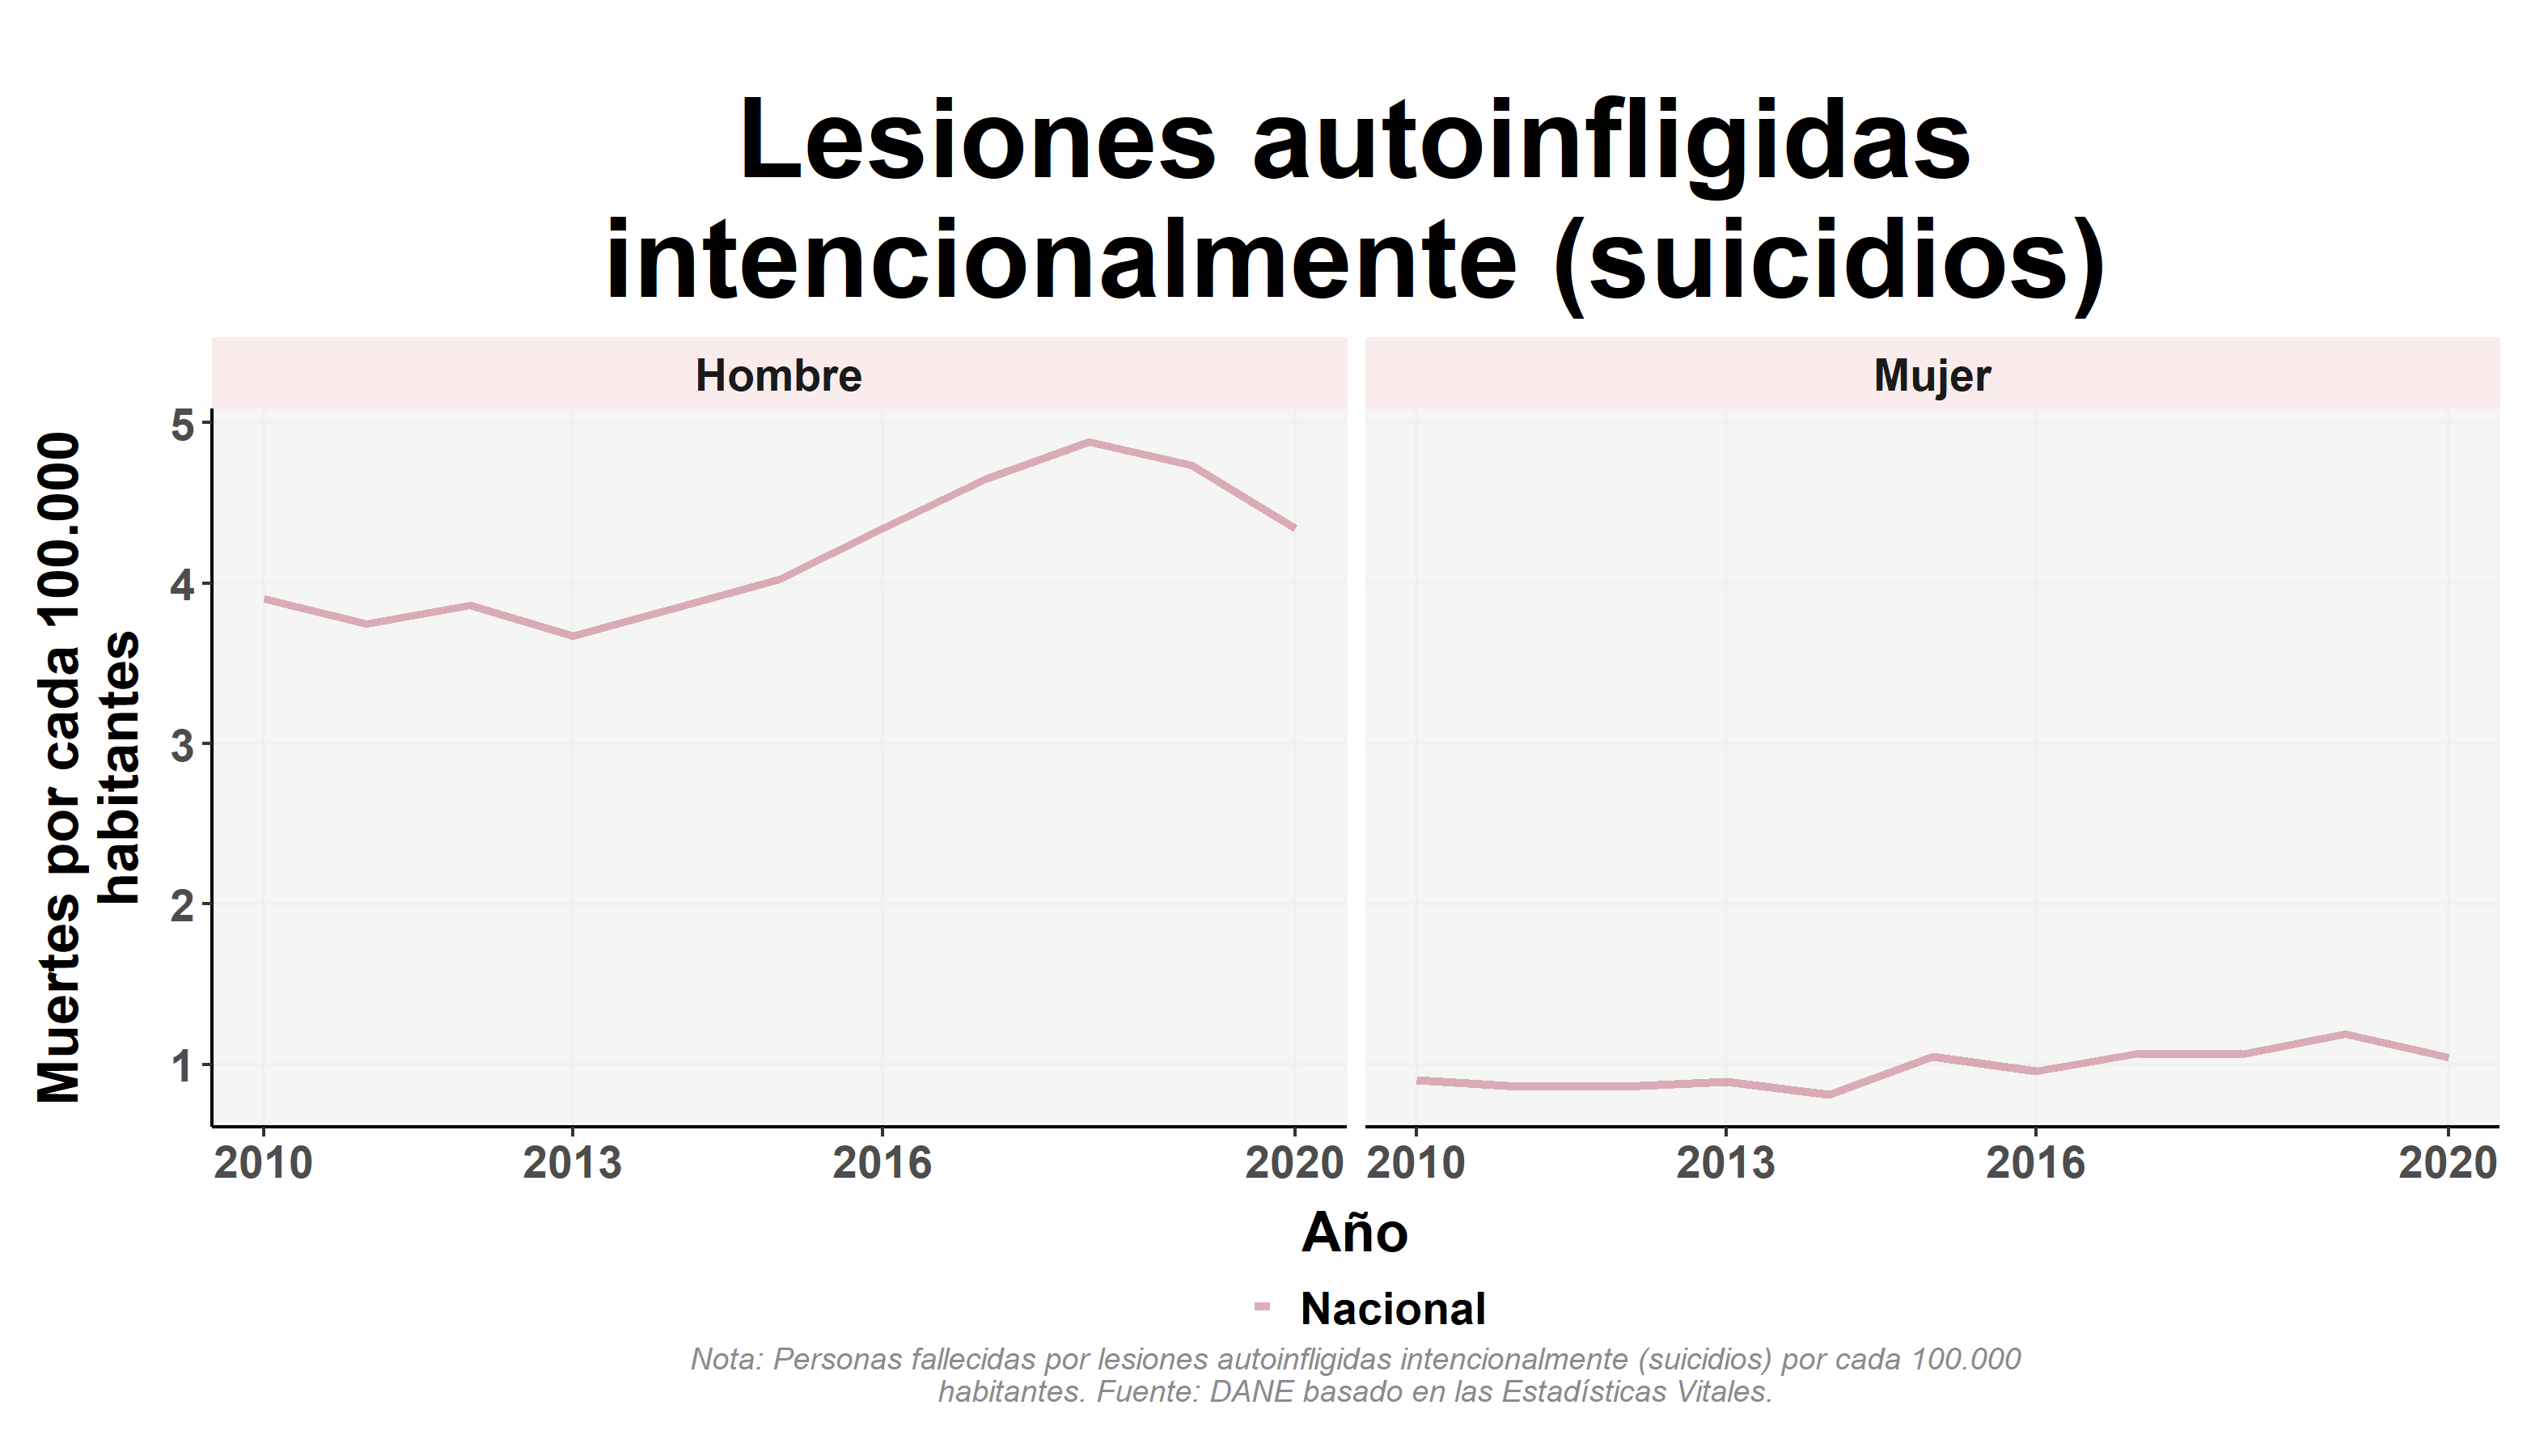 Lesiones autoinfligidas
intencionalmente (suicidios)
Hombre
Mujer
Muertes por cada 100.000
habitantes
5
4
3
2
1
2010 2013 2016 2020
2010 2013 2016 2020
Año
Nacional
Nota: Personas fallecidas por lesiones autoinfligidas intencionalmente (suicidios) por cada 100.000
habitantes. Fuente: DANE basado en las Estadísticas Vitales.